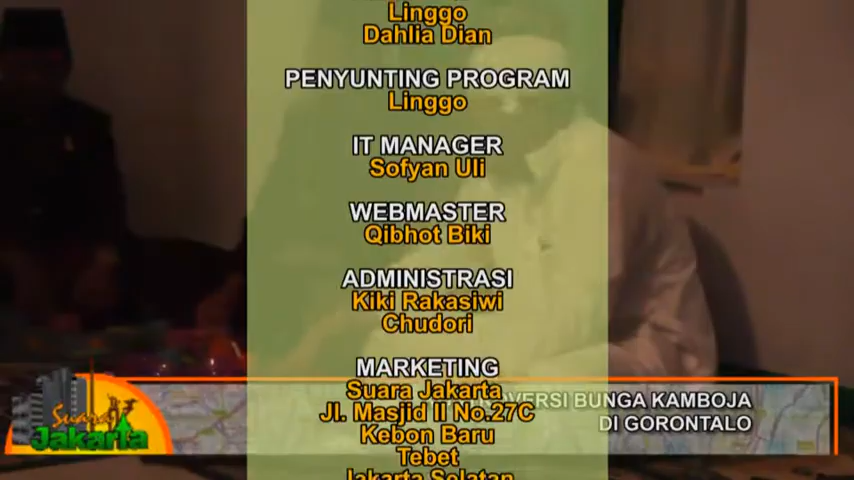 Linggo
Dahlia Dian
PENYUNTING PROGRAM
Linggo
IT MANAGER
Sofyan Uli
WEBMASTER
Qibhot Biki
ADMINISTRASI
Kiki Rakasiwi
Chudori
MARKETING
Suara Jakarta
Jl. Masjid II No.27C
Kebon Baru
Tebet
Jakarta Selatan
BUNGA KAMBOJA
DI GORONTALO
Suara
Jakarta